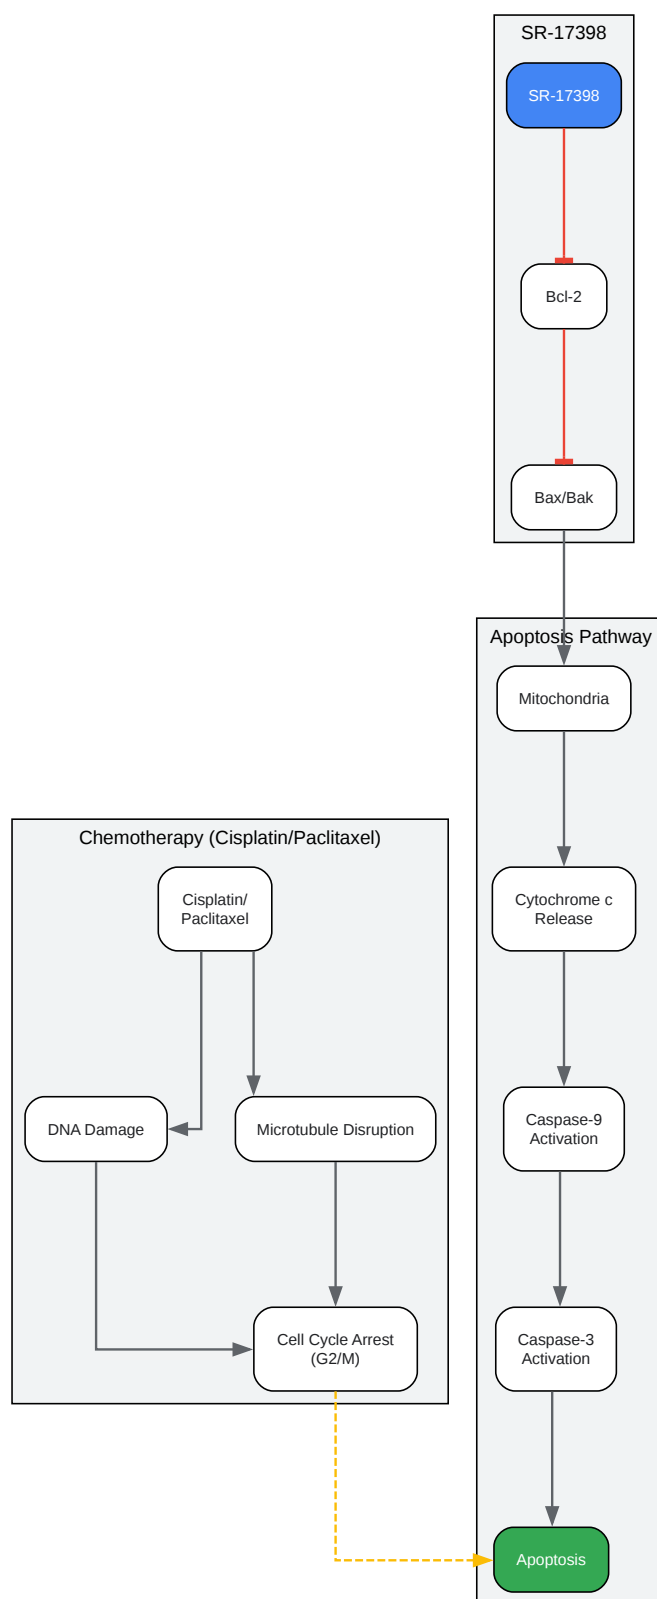 SR-17398
SR-17398
Bcl-2
Bax/Bak
Apoptosis Pathway
Mitochondria
Chemotherapy (Cisplatin/Paclitaxel)
Cisplatin/
Paclitaxel
Cytochrome c
Release
DNA Damage
Microtubule Disruption
Caspase-9
Activation
Cell Cycle Arrest
(G2/M)
Caspase-3
Activation
Apoptosis